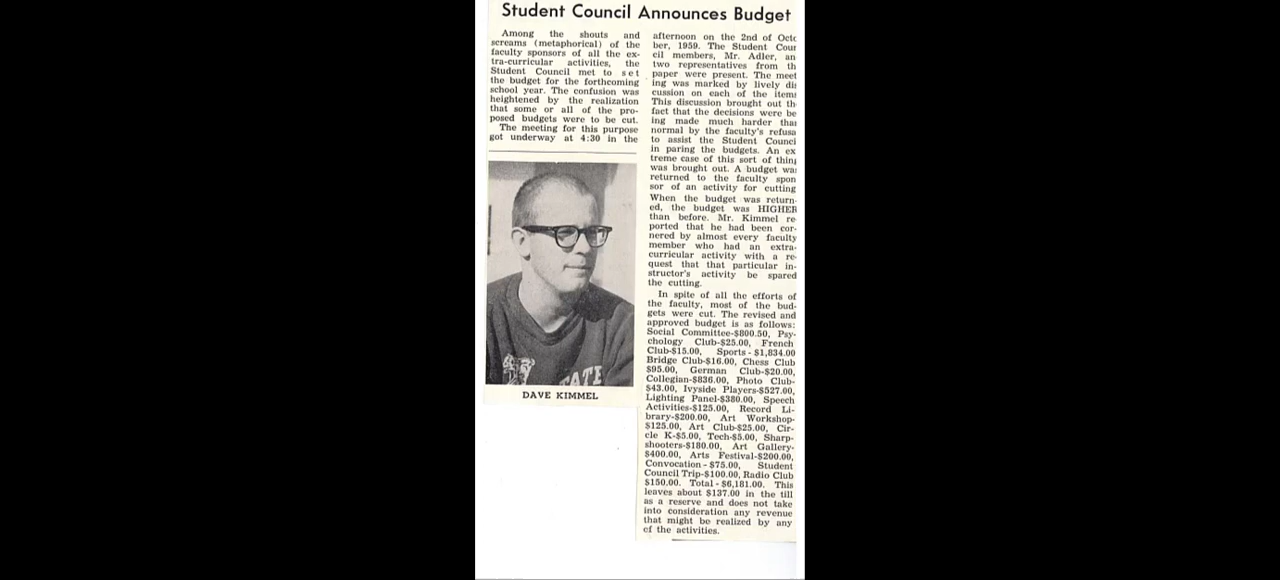 Student Council Announces Budget
Among the shouts and
screams (metaphorical) of the
faculty sponsors of all the ex-
tra-curricular activities, the
Student Council met to set
the budget for the forthcoming
school year. The confusion was
heightened by the realization
that some or all of the pro-
posed budgets were to be cut.
The meeting for this purpose
got underway at 4:30 in the
STATE
DAVE KIMMEL
afternoon on the 2nd of Octo
ber, 1959. The Student Coun
cil members, Mr. Adler, an
two representatives from th
paper were present. The meet
ing was marked by lively dis
cussion on each of the items
This discussion brought out th
fact that the decisions were be
ing made much harder than
normal by the faculty's refusa
to assist the Student Counci
in paring the budgets. An ex
treme case of this sort of thing
was brought out. A budget was
returned to the faculty spon
sor of an activity for cutting
When the budget was return-
ed, the budget was HIGHER
than before. Mr. Kimmel re-
ported that he had been cor-
nered by almost every faculty
member who had an extra-
curricular activity with a re-
quest that that particular in-
structor's activity be spared
the cutting.
In spite of all the efforts of
the faculty, most of the bud-
gets were cut. The revised and
approved budget is as follows:
Social Committee-$800.50, Psy-
chology Club-$25.00, French
Club-$15.00, Sports - $1,834.00
Bridge Club-$16.00, Chess Club
$95.00, German Club-$20.00,
Collegian-$836.00, Photo Club-
$43.00, Ivyside Players-$527.00,
Lighting Panel-$380.00, Speech
Activities-$125.00, Record Li-
brary-$200.00, Art Workshop-
$125.00, Art Club-$25.00, Cir-
cle K-$5.00, Tech-$5.00, Sharp-
shooters-$180.00, Art Gallery-
$400.00, Arts Festival-$200.00,
Convocation - $75.00, Student
Council Trip-$100.00, Radio Club
$150.00. Total - $6,181.00. This
leaves about $137.00 in the till
as a reserve and does not take
into consideration any revenue
that might be realized by any
of the activities.